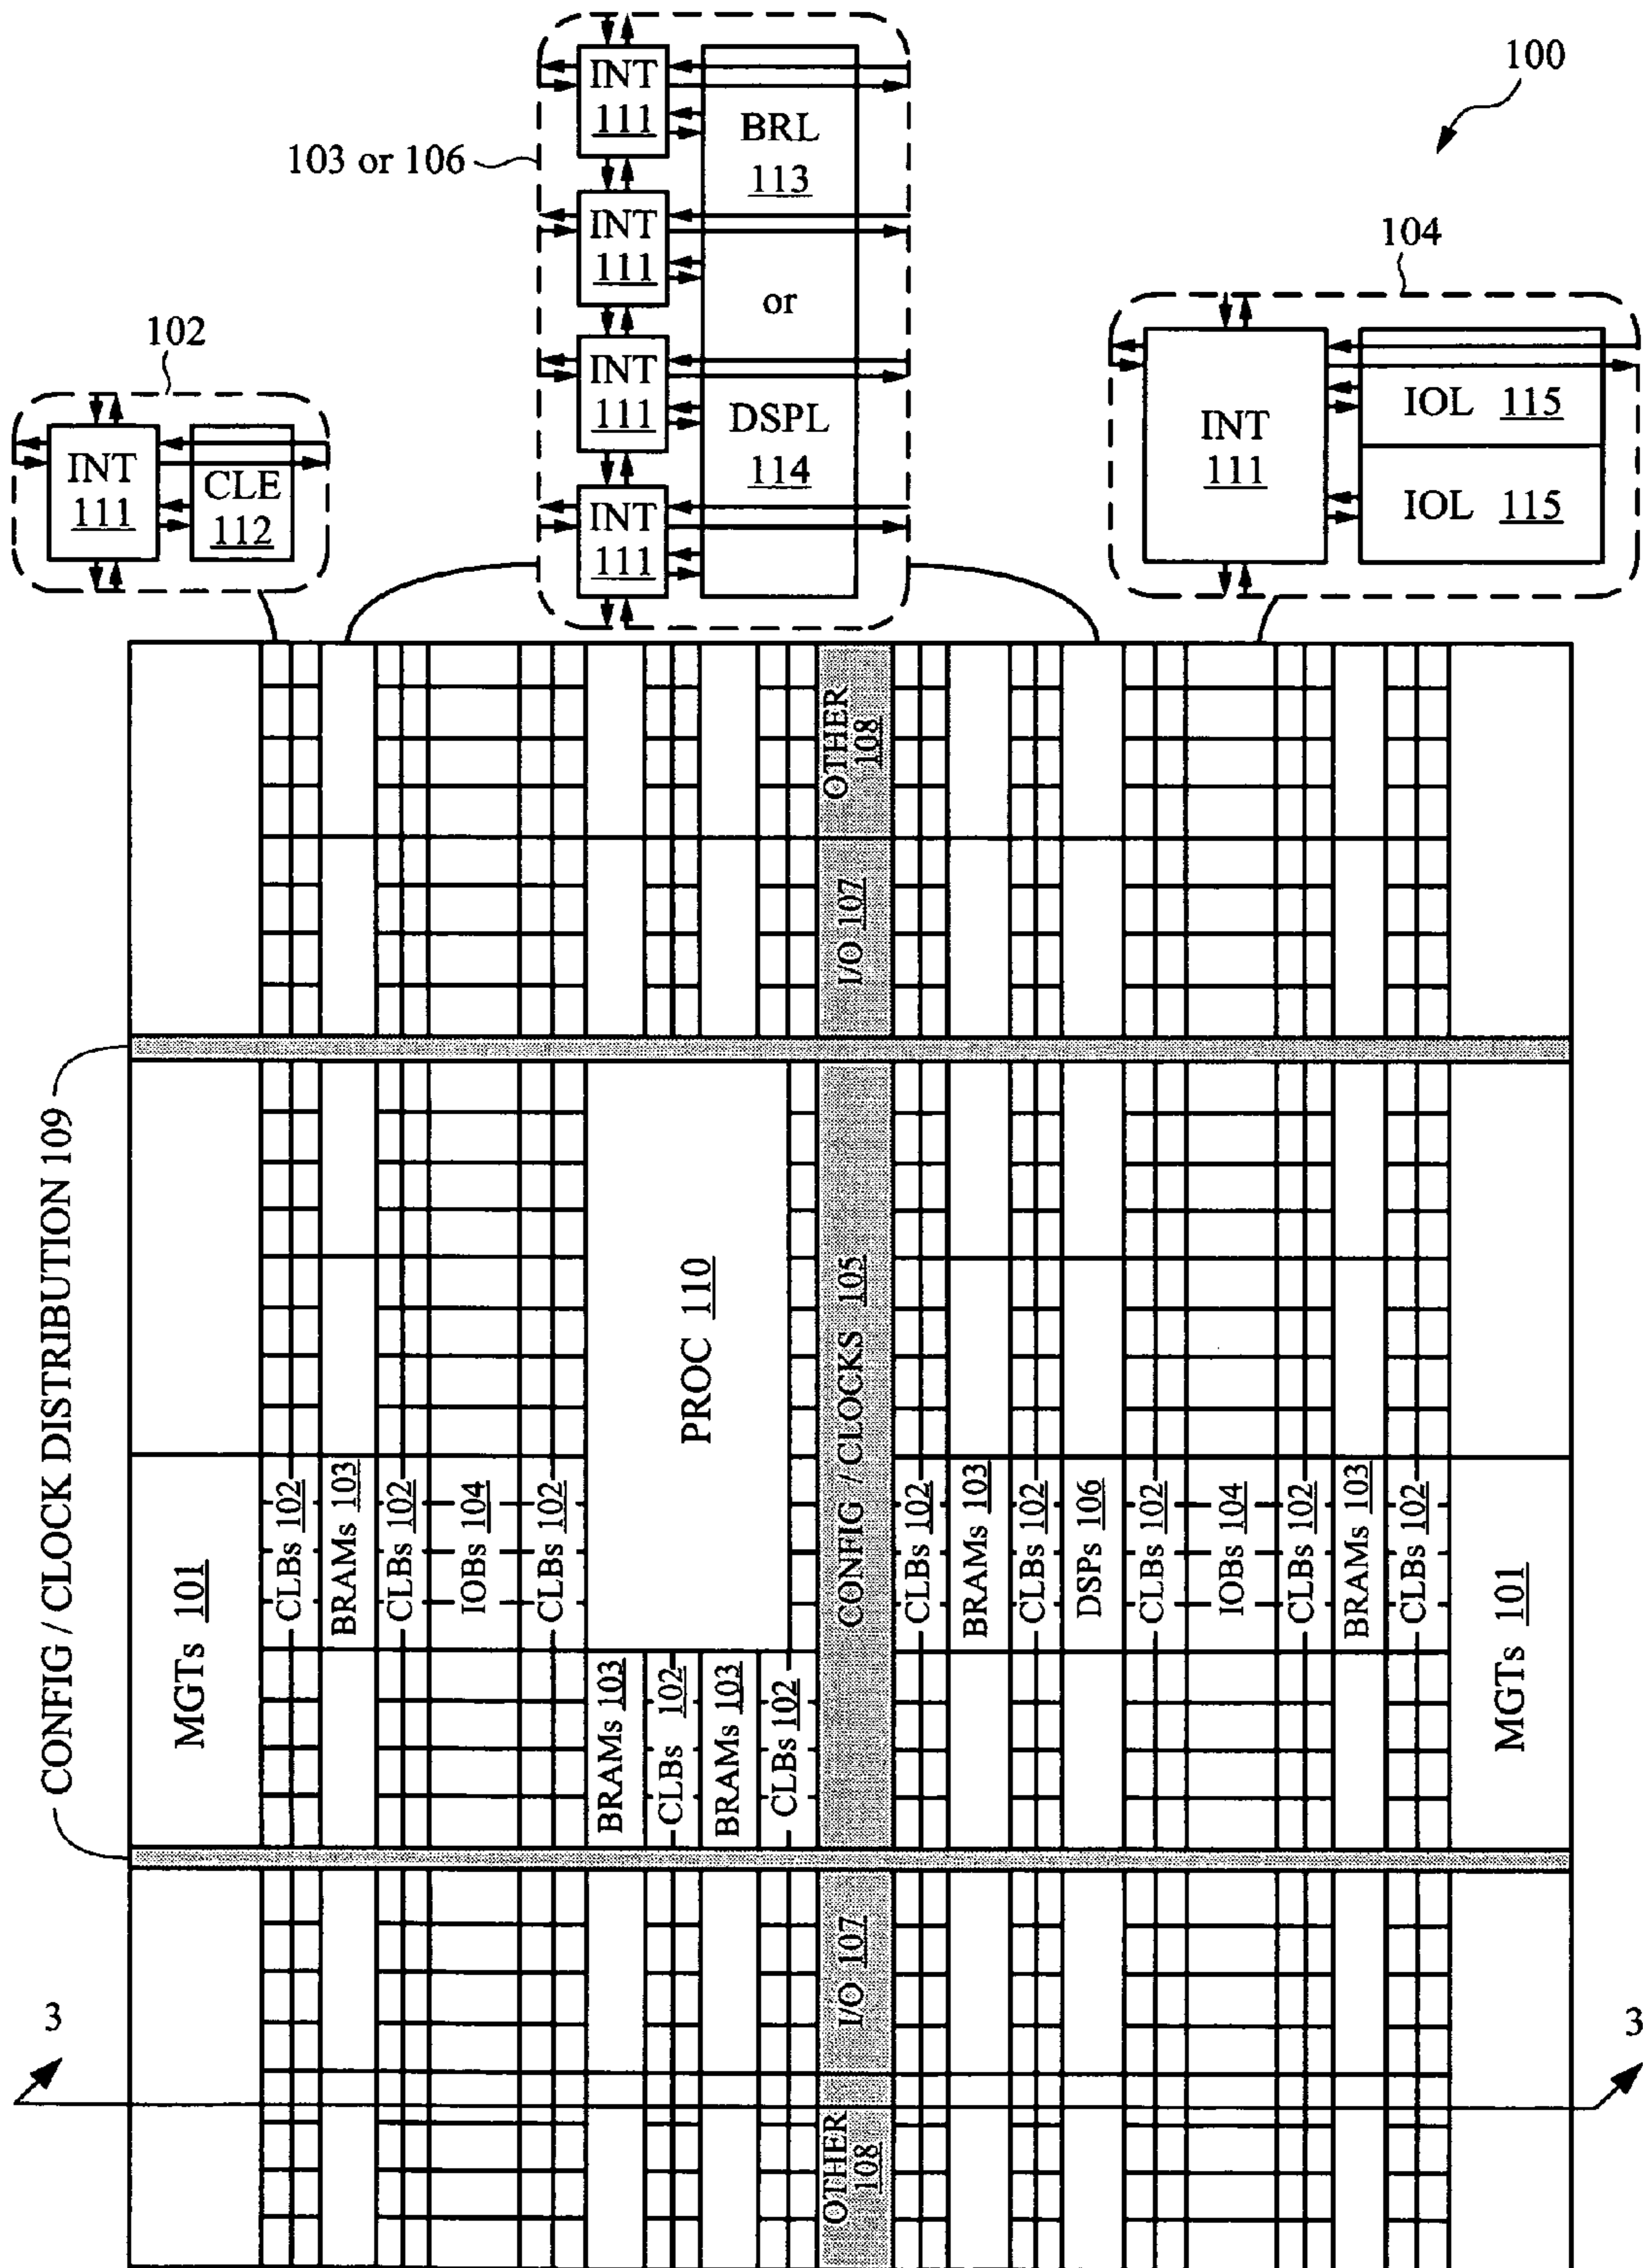 100
103 or 106
INT
111
INT
111
INT
111
INT
111
BRL
113
or
DSPL
114
104
INT
111
IOL 115
IOL 115
102
INT
111
CLE
112
OTHER
108
I/O 107
CONFIG / CLOCK DISTRIBUTION 109
PROC 110
CONFIG / CLOCKS 105
MGTs 101
CLBs 102
BRAMs 103
CLBs 102
IOBs 104
CLBs 102
BRAMs 103
CLBs 102
BRAMs 103
CLBs 102
CLBs 102
BRAMs 103
CLBs 102
DSPs 106
CLBs 102
IOBs 104
CLBs 102
BRAMs 103
CLBs 102
MGTs 101
I/O 107
OTHER
108
3
3